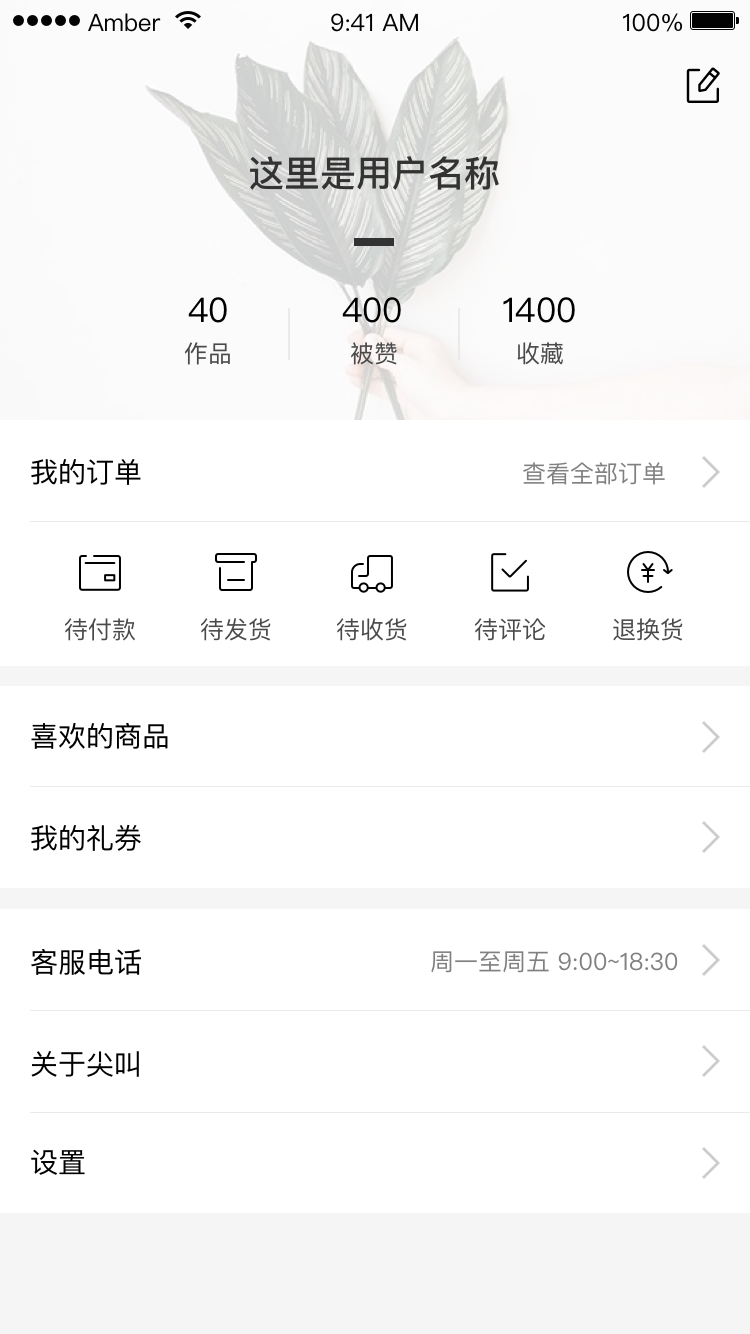 ●●●●● Amber 9:41 AM 100%
这里是用户名称
40 400 1400
作品 被赞 收藏
我的订单 查看全部订单
待付款 待发货 待收货 待评论 退换货
喜欢的商品
我的礼券
客服电话 周一至周五 9:00~18:30
关于尖叫
设置